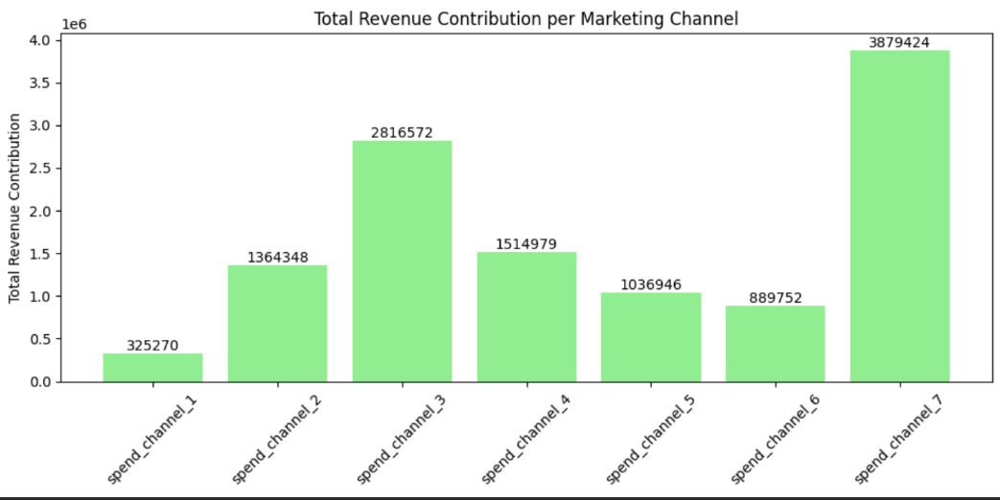 Total Revenue Contribution per Marketing Channel
1e6
Total Revenue Contribution
4.0
3.5
3.0
2.5
2.0
1.5
1.0
0.5
0.0
325270
1364348
2816572
1514979
1036946
889752
3879424
spend_channel_1
spend_channel_2
spend_channel_3
spend_channel_4
spend_channel_5
spend_channel_6
spend_channel_7